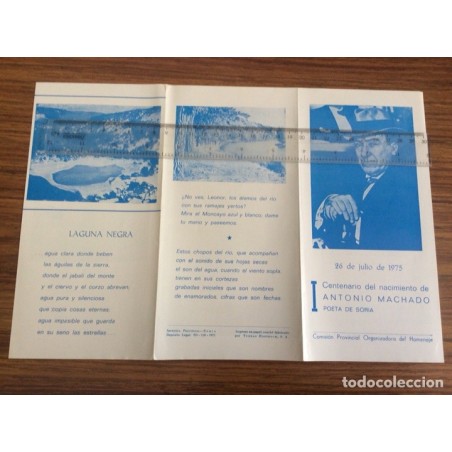 LAGUNA NEGRA
agua clara donde beban
las águilas de la sierra,
donde el jabalí del monte
y el ciervo y el corzo abrevan;
agua pura y silenciosa
que copia cosas eternas;
agua impasible que guarda
en su seno las estrellas ...
¿No ves, Leonor, los álamos del río
con sus ramajes yertos?
Mira el Moncayo azul y blanco; dame
tu mano y paseemos.
Estos chopos del río, que acompañan
con el sonido de sus hojas secas
el son del agua, cuando el viento sopla,
tienen en sus cortezas
grabadas iniciales que son nombres
de enamorados, cifras que son fechas.
26 de julio de 1975
I Centenario del nacimiento de
ANTONIO MACHADO
POETA DE SORIA
Comisión Provincial Organizadora del Homenaje
todocoleccion